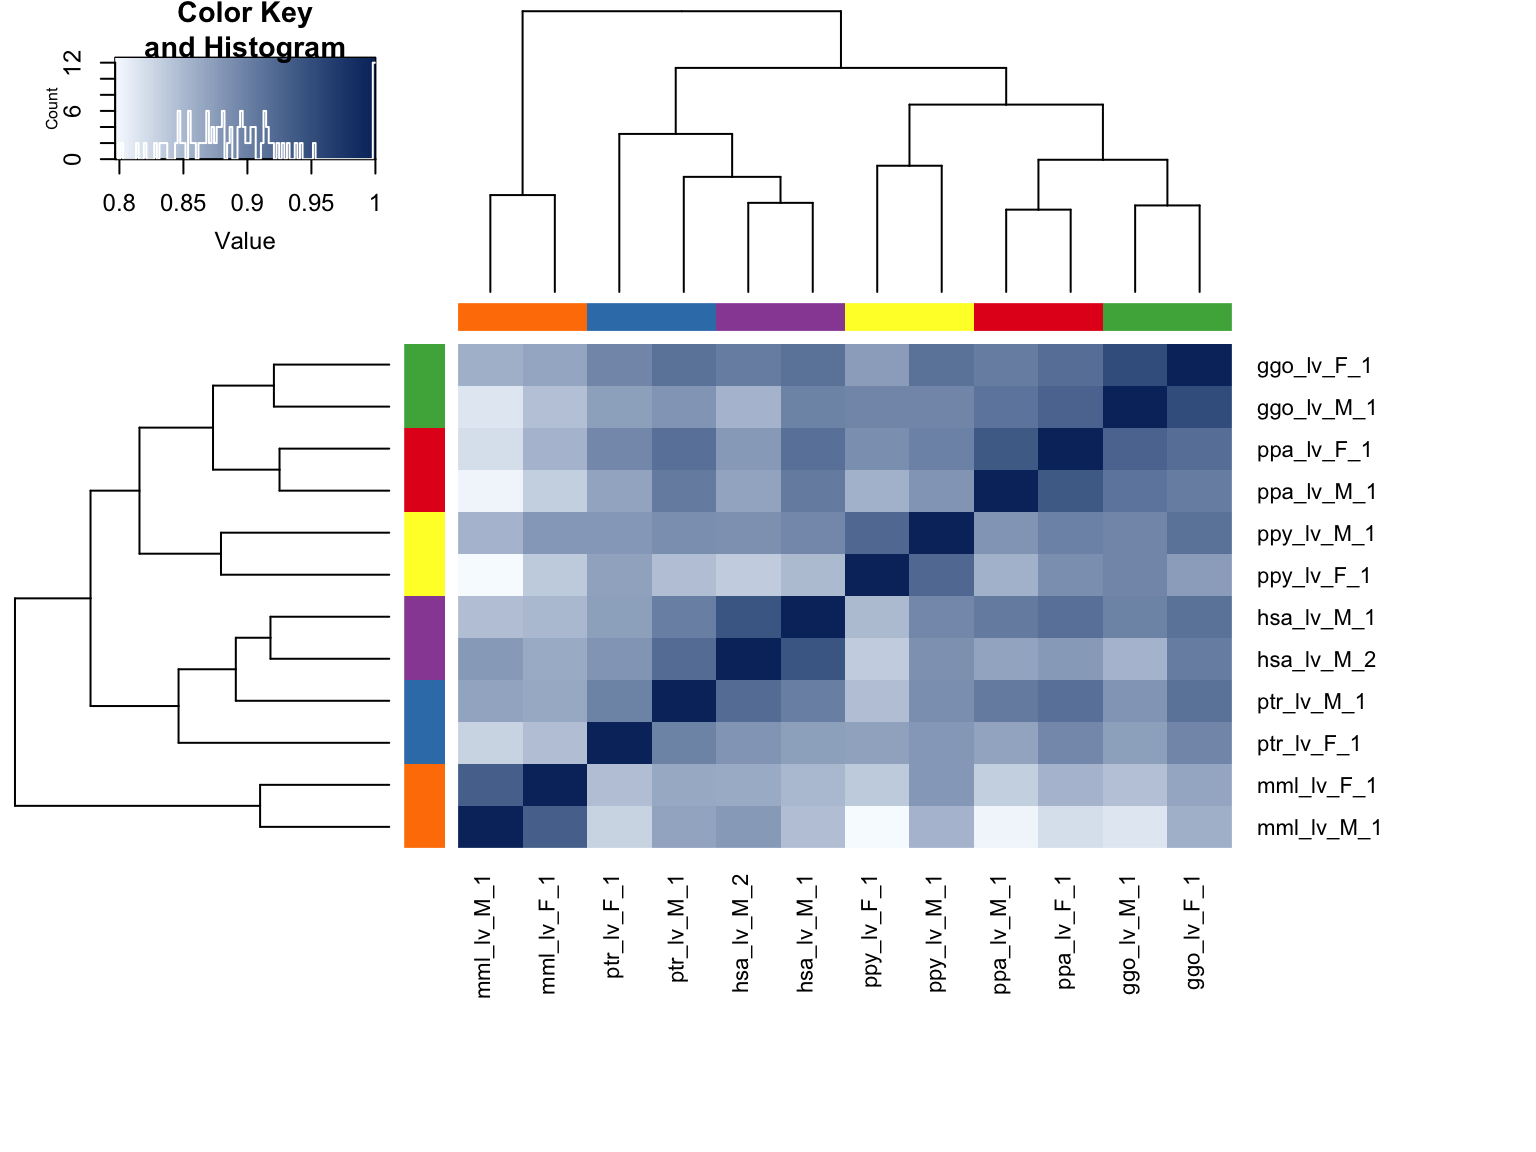 Color Key
and Histogram
Count
0 6 12
0.8 0.85 0.9 0.95 1
Value
ggo_lv_F_1
ggo_lv_M_1
ppa_lv_F_1
ppa_lv_M_1
ppy_lv_M_1
ppy_lv_F_1
hsa_lv_M_1
hsa_lv_M_2
ptr_lv_M_1
ptr_lv_F_1
mml_lv_F_1
mml_lv_M_1
mml_lv_M_1
mml_lv_F_1
ptr_lv_F_1
ptr_lv_M_1
hsa_lv_M_2
hsa_lv_M_1
ppy_lv_F_1
ppy_lv_M_1
ppa_lv_M_1
ppa_lv_F_1
ggo_lv_M_1
ggo_lv_F_1